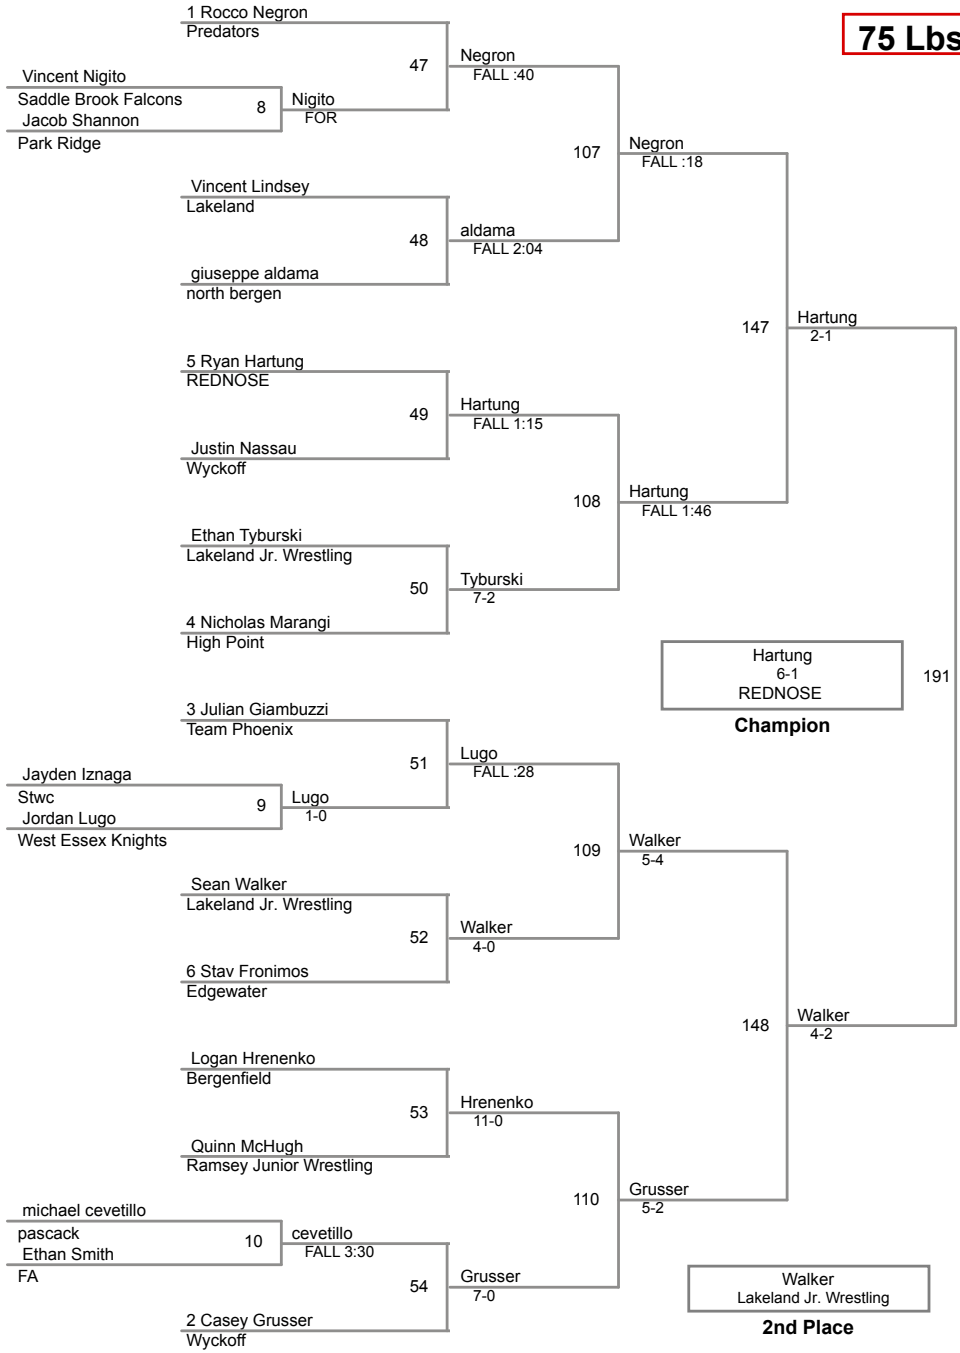 1 Rocco Negron
Predators
75 Lbs
47
Negron
FALL :40
Vincent Nigito
Saddle Brook Falcons
8
Nigito
FOR
Jacob Shannon
Park Ridge
107
Negron
FALL :18
Vincent Lindsey
Lakeland
48
aldama
FALL 2:04
giuseppe aldama
north bergen
147
Hartung
2-1
5 Ryan Hartung
REDNOSE
49
Hartung
FALL 1:15
Justin Nassau
Wyckoff
108
Hartung
FALL 1:46
Ethan Tyburski
Lakeland Jr. Wrestling
50
Tyburski
7-2
4 Nicholas Marangi
High Point
Hartung
6-1
REDNOSE
Champion
191
3 Julian Giambuzzi
Team Phoenix
51
Lugo
FALL :28
Jayden Iznaga
Stwc
9
Lugo
1-0
Jordan Lugo
West Essex Knights
109
Walker
5-4
Sean Walker
Lakeland Jr. Wrestling
52
Walker
4-0
6 Stav Fronimos
Edgewater
148
Walker
4-2
Logan Hrenenko
Bergenfield
53
Hrenenko
11-0
Quinn McHugh
Ramsey Junior Wrestling
110
Grusser
5-2
michael cevetillo
pascack
10
cevetillo
FALL 3:30
Ethan Smith
FA
54
Grusser
7-0
2 Casey Grusser
Wyckoff
Walker
Lakeland Jr. Wrestling
2nd Place